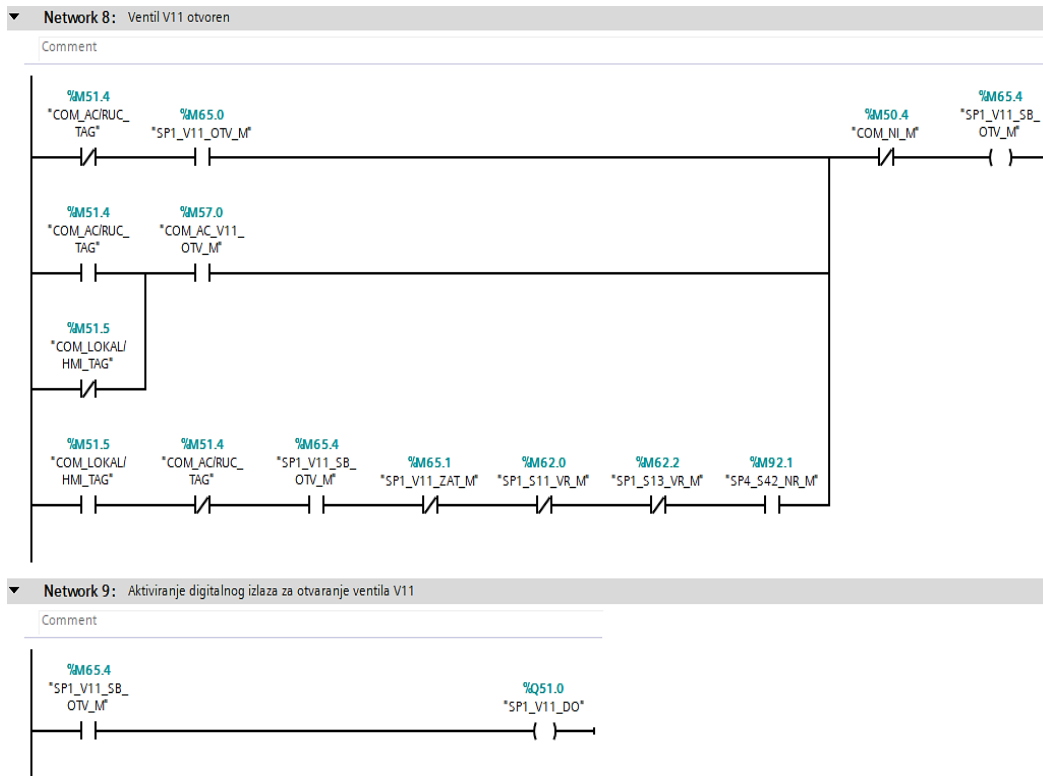 Network 8: Ventil V11 otvoren
Comment
%M51.4
"COM_AC/RUC_
TAG"
%M65.0
"SP1_V11_OTV_M"
%M50.4
"COM_NI_M"
%M65.4
"SP1_V11_SB_
OTV_M"
%M51.4
"COM_AC/RUC_
TAG"
%M57.0
"COM_AC_V11_
OTV_M"
%M51.5
"COM_LOKAL/
HMI_TAG"
%M51.5
"COM_LOKAL/
HMI_TAG"
%M51.4
"COM_AC/RUC_
TAG"
%M65.4
"SP1_V11_SB_
OTV_M"
%M65.1
"SP1_V11_ZAT_M"
%M62.0
"SP1_S11_VR_M"
%M62.2
"SP1_S13_VR_M"
%M92.1
"SP4_S42_NR_M"
Network 9: Aktiviranje digitalnog izlaza za otvaranje ventila V11
Comment
%M65.4
"SP1_V11_SB_
OTV_M"
%Q51.0
"SP1_V11_DO"